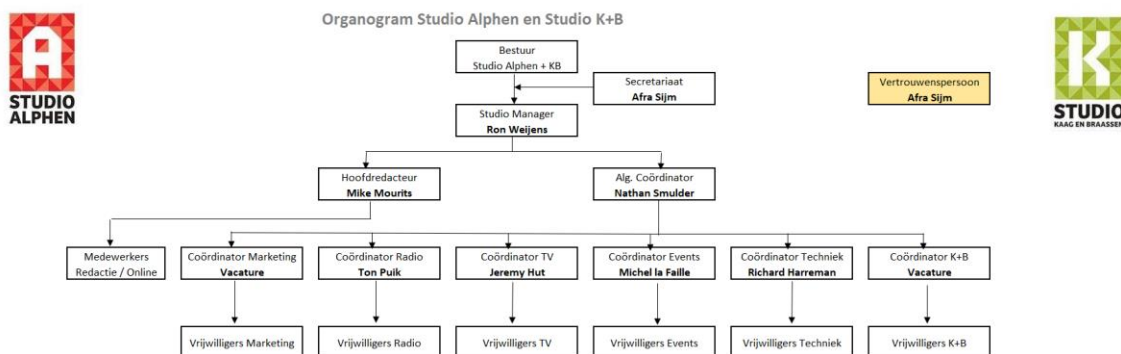 Organogram Studio Alphen en Studio K+B
A
STUDIO
ALPHEN
K
STUDIO
KAAG EN BRAASSEM
Bestuur
Studio Alphen + KB
Secretariaat
Afra Sijm
Vertrouwenspersoon
Afra Sijm
Studio Manager
Ron Weijens
Hoofdredacteur
Mike Mourits
Alg. Coördinator
Nathan Smulder
Medewerkers
Redactie / Online
Coördinator Marketing
Vacature
Coördinator Radio
Ton Puik
Coördinator TV
Jeremy Hut
Coördinator Events
Michel la Faille
Coördinator Techniek
Richard Harreman
Coördinator K+B
Vacature
Vrijwilligers Marketing
Vrijwilligers Radio
Vrijwilligers TV
Vrijwilligers Events
Vrijwilligers Techniek
Vrijwilligers K+B